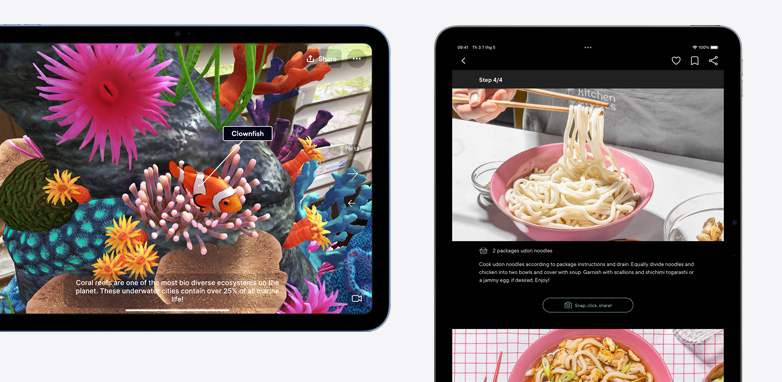 Share
Clownfish
Coral reefs are one of the most bio diverse ecosystems on the
planet. These underwater cities contain over 25% of all marine
life!
09:41 Th 3 7 thg 5
100%
Step 4/4
kitchen
2 packages udon noodles
Cook udon noodles according to package instructions and drain. Equally divide noodles and
chicken into two bowls and cover with soup. Garnish with scallions and shichimi togarashi or
a jammy egg, if desired. Enjoy!
Snap, click, share!